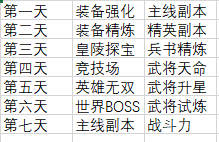 第一天 装备强化 主线副本
第二天 装备精炼 精英副本
第三天 皇陵探宝 兵书精炼
第四天 竞技场 武将天命
第五天 英雄无双 武将升星
第六天 世界BOSS 武将试炼
第七天 主线副本 战斗力